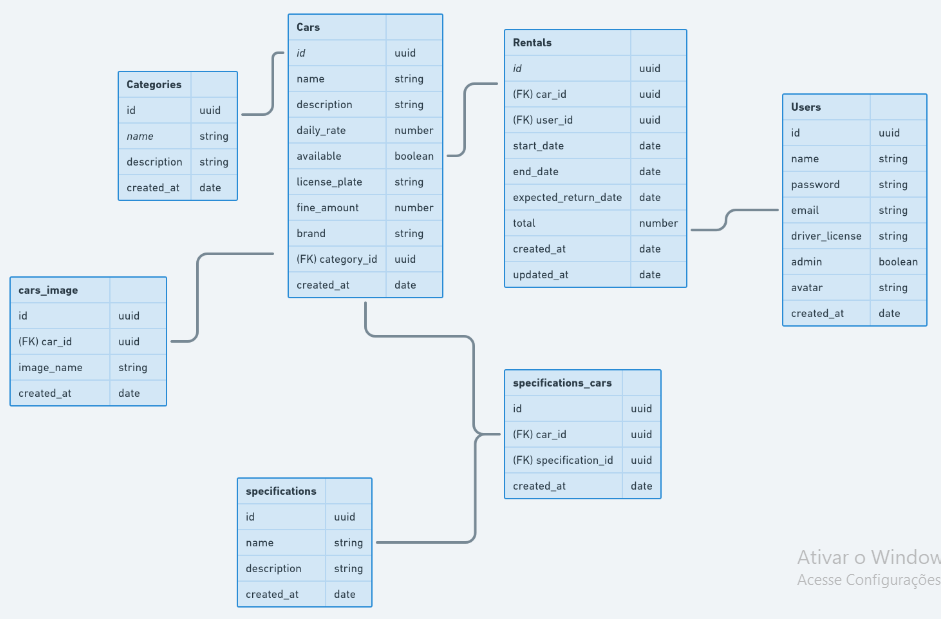 Categories
id uuid
name string
description string
created_at date
Cars
id uuid
name string
description string
daily_rate number
available boolean
license_plate string
fine_amount number
brand string
(FK) category_id uuid
created_at date
Rentals
id uuid
(FK) car_id uuid
(FK) user_id uuid
start_date date
end_date date
expected_return_date date
total number
created_at date
updated_at date
Users
id uuid
name string
password string
email string
driver_license string
admin boolean
avatar string
created_at date
cars_image
id uuid
(FK) car_id uuid
image_name string
created_at date
specifications_cars
id uuid
(FK) car_id uuid
(FK) specification_id uuid
created_at date
specifications
id uuid
name string
description string
created_at date
Ativar o Window
Acesse Configurações